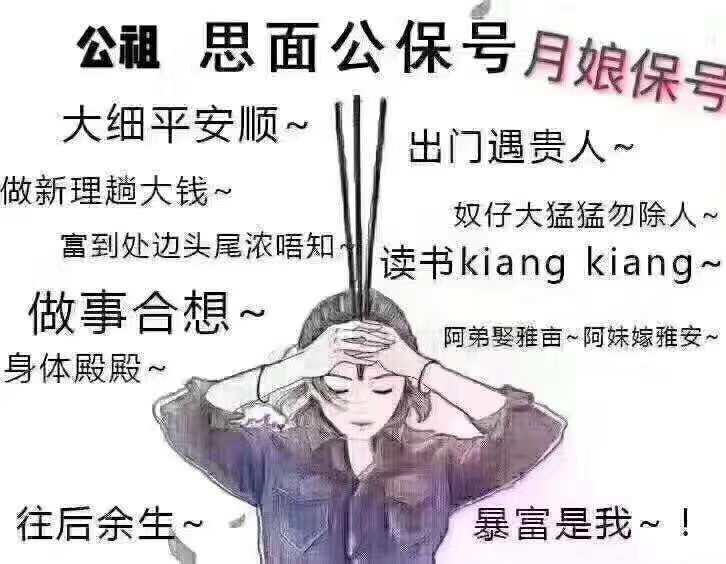 公祖 思面公保号 月娘保号
大细平安顺~
出门遇贵人~
做新理趟大钱~
奴仔大猛猛勿除人~
富到处边头尾浓唔知~
读书kiang kiang~
做事合想~
阿弟娶雅亩~阿妹嫁雅安~
身体殿殿~
往后余生~
暴富是我~!